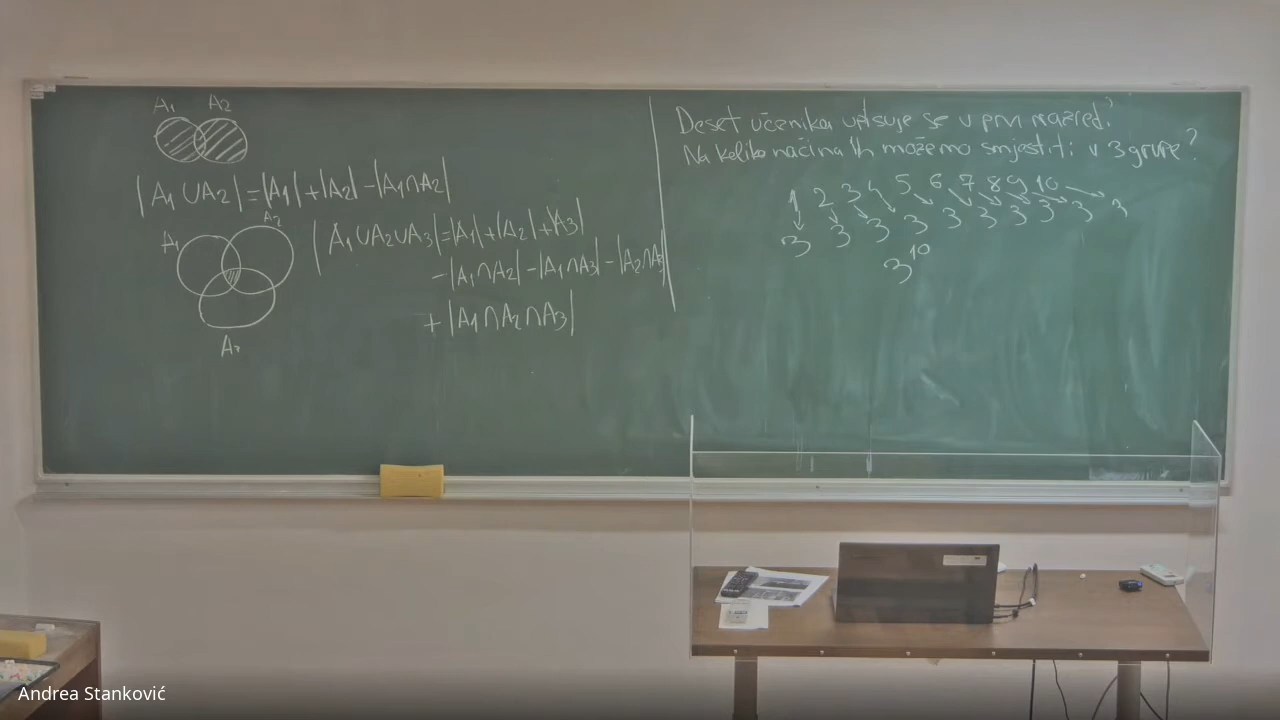 A₁ A₂
|A₁∪A₂|=|A₁|+|A₂|-|A₁∩A₂|
A₁ A₂
A₃
|A₁∪A₂∪A₃|=|A₁|+|A₂|+|A₃|
-|A₁∩A₂|-|A₁∩A₃|-|A₂∩A₃|
+|A₁∩A₂∩A₃|
Deset učenika upisuje se u prvi razred.
Na koliko načina ih možemo smjestiti u 3 grupe?
1 2 3 4 5 6 7 8 9 10
3 3 3 3 3 3 3 3 3 3
3¹⁰
Andrea Stanković